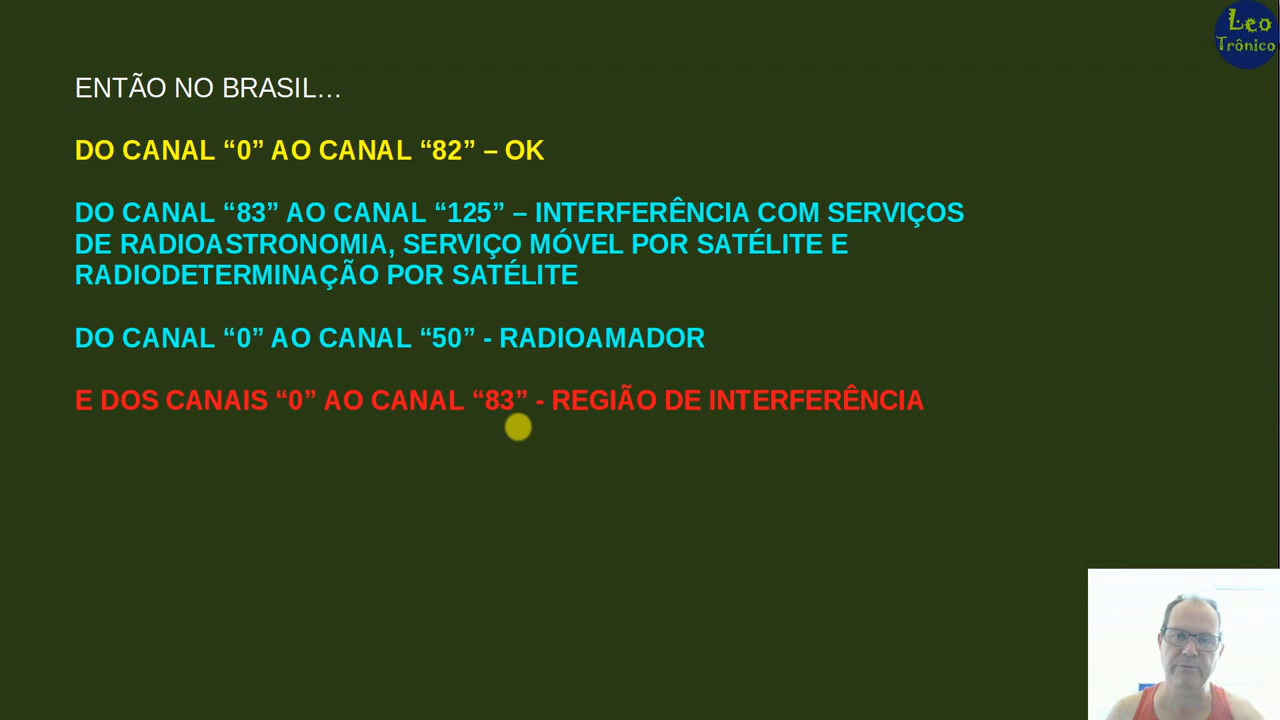 Leo
Trônico
ENTÃO NO BRASIL…
DO CANAL “0” AO CANAL “82” – OK
DO CANAL “83” AO CANAL “125” – INTERFERÊNCIA COM SERVIÇOS
DE RADIOASTRONOMIA, SERVIÇO MÓVEL POR SATÉLITE E
RADIODETERMINAÇÃO POR SATÉLITE
DO CANAL “0” AO CANAL “50” - RADIOAMADOR
E DOS CANAIS “0” AO CANAL “83” - REGIÃO DE INTERFERÊNCIA